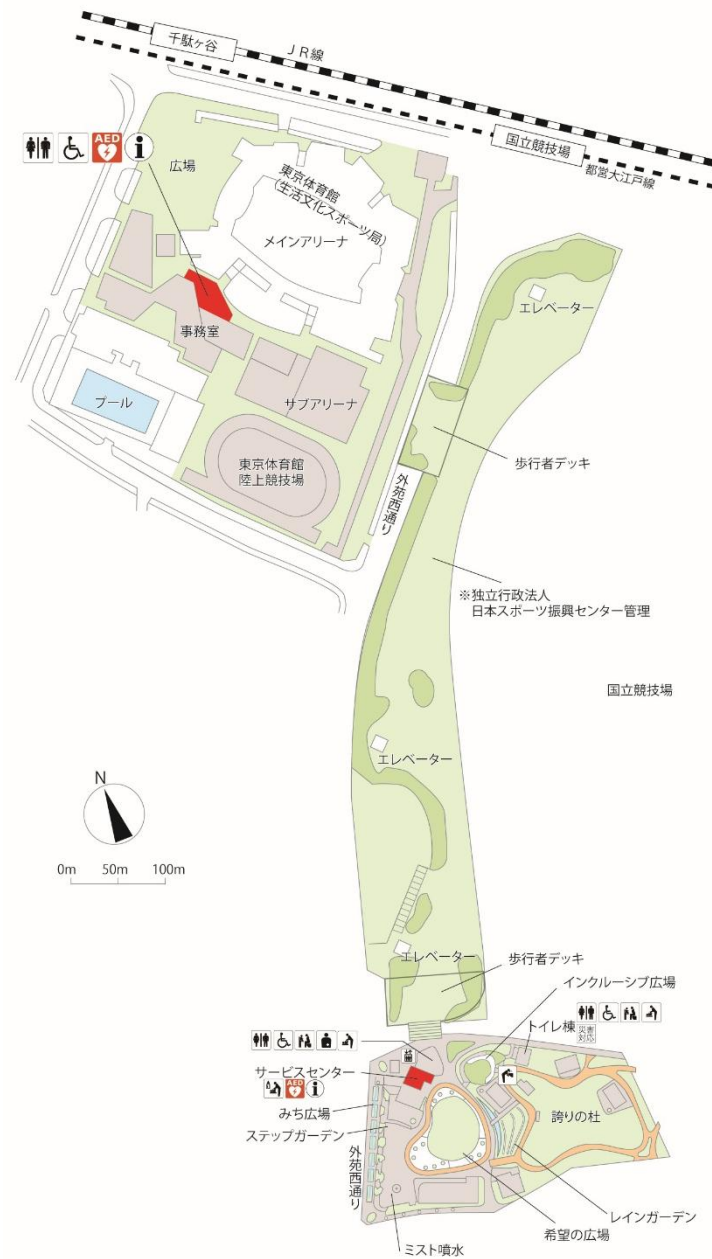 千駄ヶ谷
JR線
国立競技場
都営大江戸線
AED
i
広場
東京体育館
(生活文化スポーツ局)
メインアリーナ
エレベーター
事務室
プール
サブアリーナ
東京体育館
陸上競技場
外苑西通り
歩行者デッキ
※独立行政法人
日本スポーツ振興センター管理
国立競技場
エレベーター
N
0m 50m 100m
エレベーター
歩行者デッキ
インクルーシブ広場
トイレ棟
災害
対応
サービスセンター
AED
i
みち広場
ステップガーデン
誇りの杜
外苑西通り
レインガーデン
希望の広場
ミスト噴水